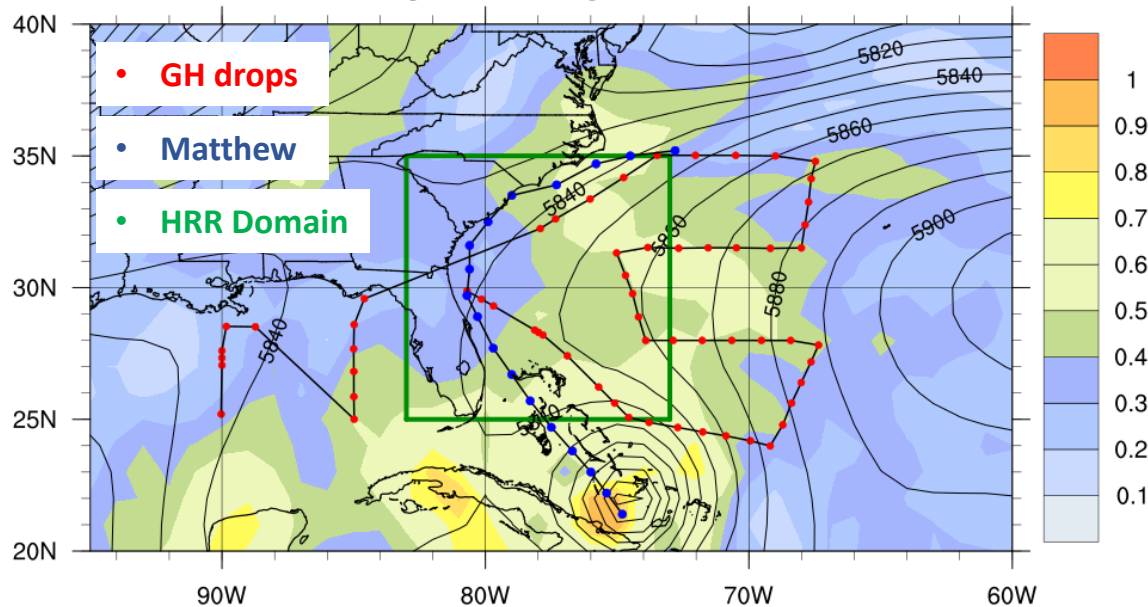 40N
35N
30N
25N
20N
90W
80W
70W
60W
• GH drops
• Matthew
• HRR Domain
5820
5840
5860
5840
5900
5880
5840
1
0.9
0.8
0.7
0.6
0.5
0.4
0.3
0.2
0.1